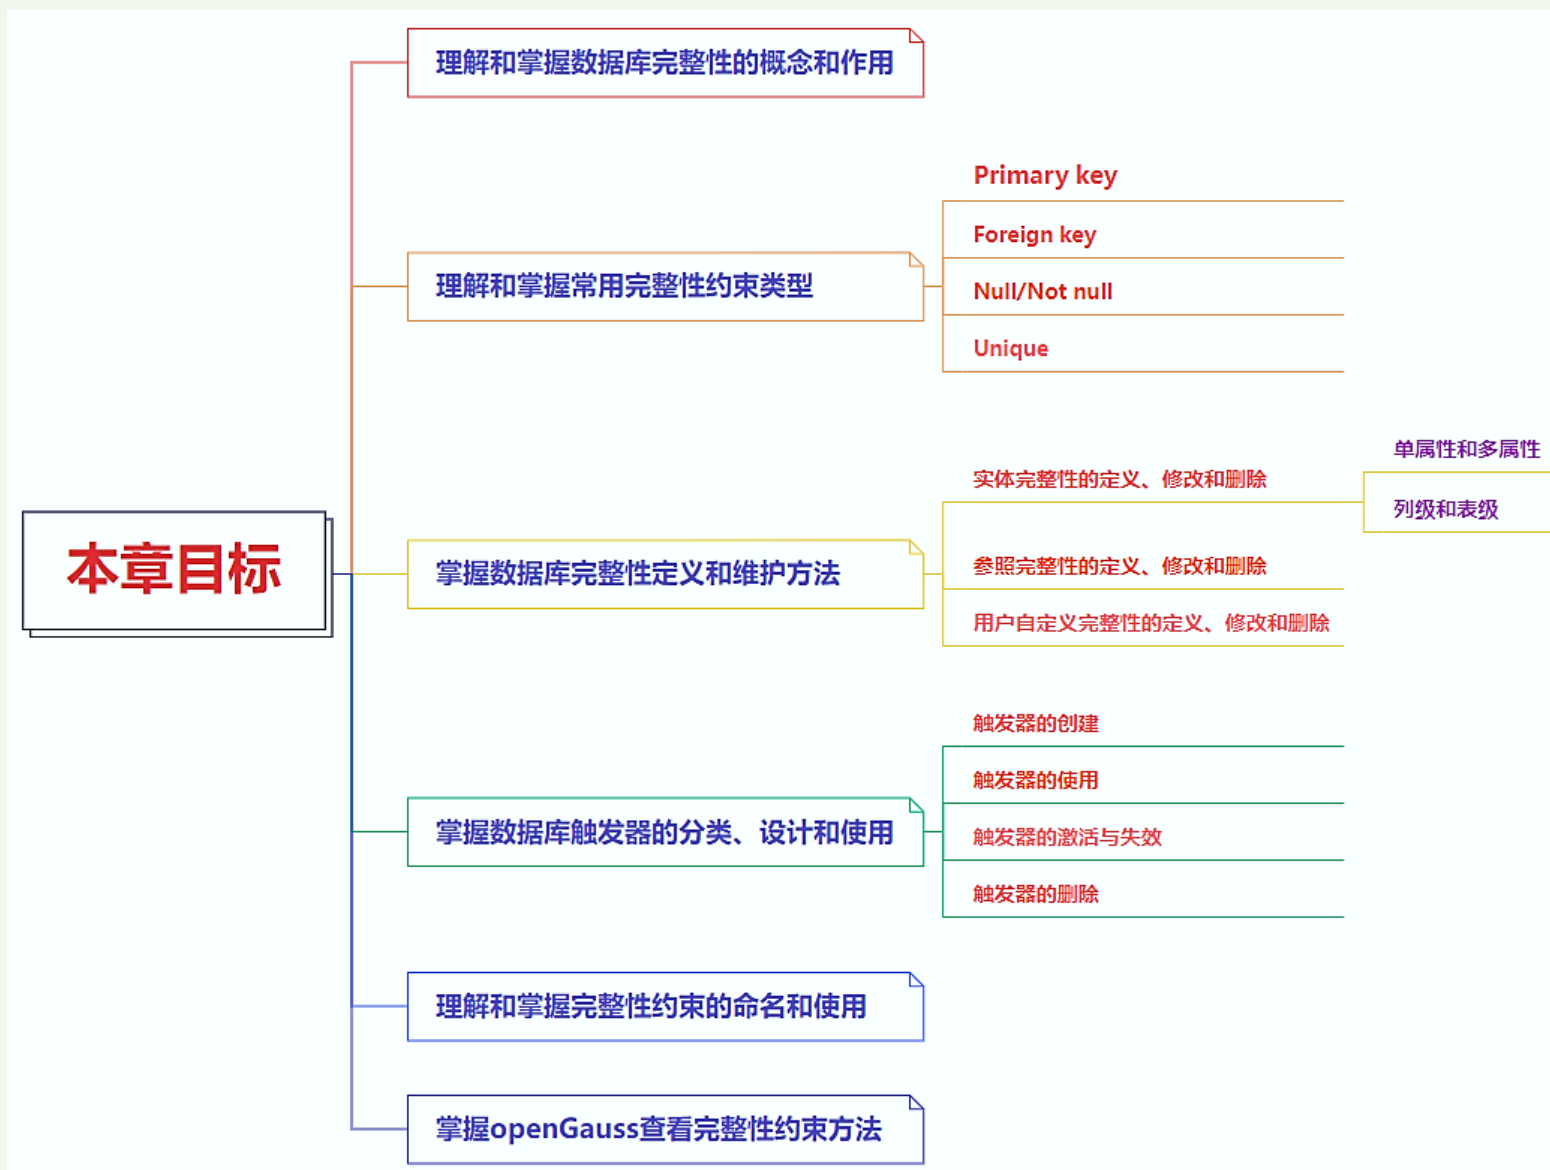 本章目标
理解和掌握数据库完整性的概念和作用
理解和掌握常用完整性约束类型
Primary key
Foreign key
Null/Not null
Unique
掌握数据库完整性定义和维护方法
实体完整性的定义、修改和删除
单属性和多属性
列级和表级
参照完整性的定义、修改和删除
用户自定义完整性的定义、修改和删除
掌握数据库触发器的分类、设计和使用
触发器的创建
触发器的使用
触发器的激活与失效
触发器的删除
理解和掌握完整性约束的命名和使用
掌握openGauss查看完整性约束方法